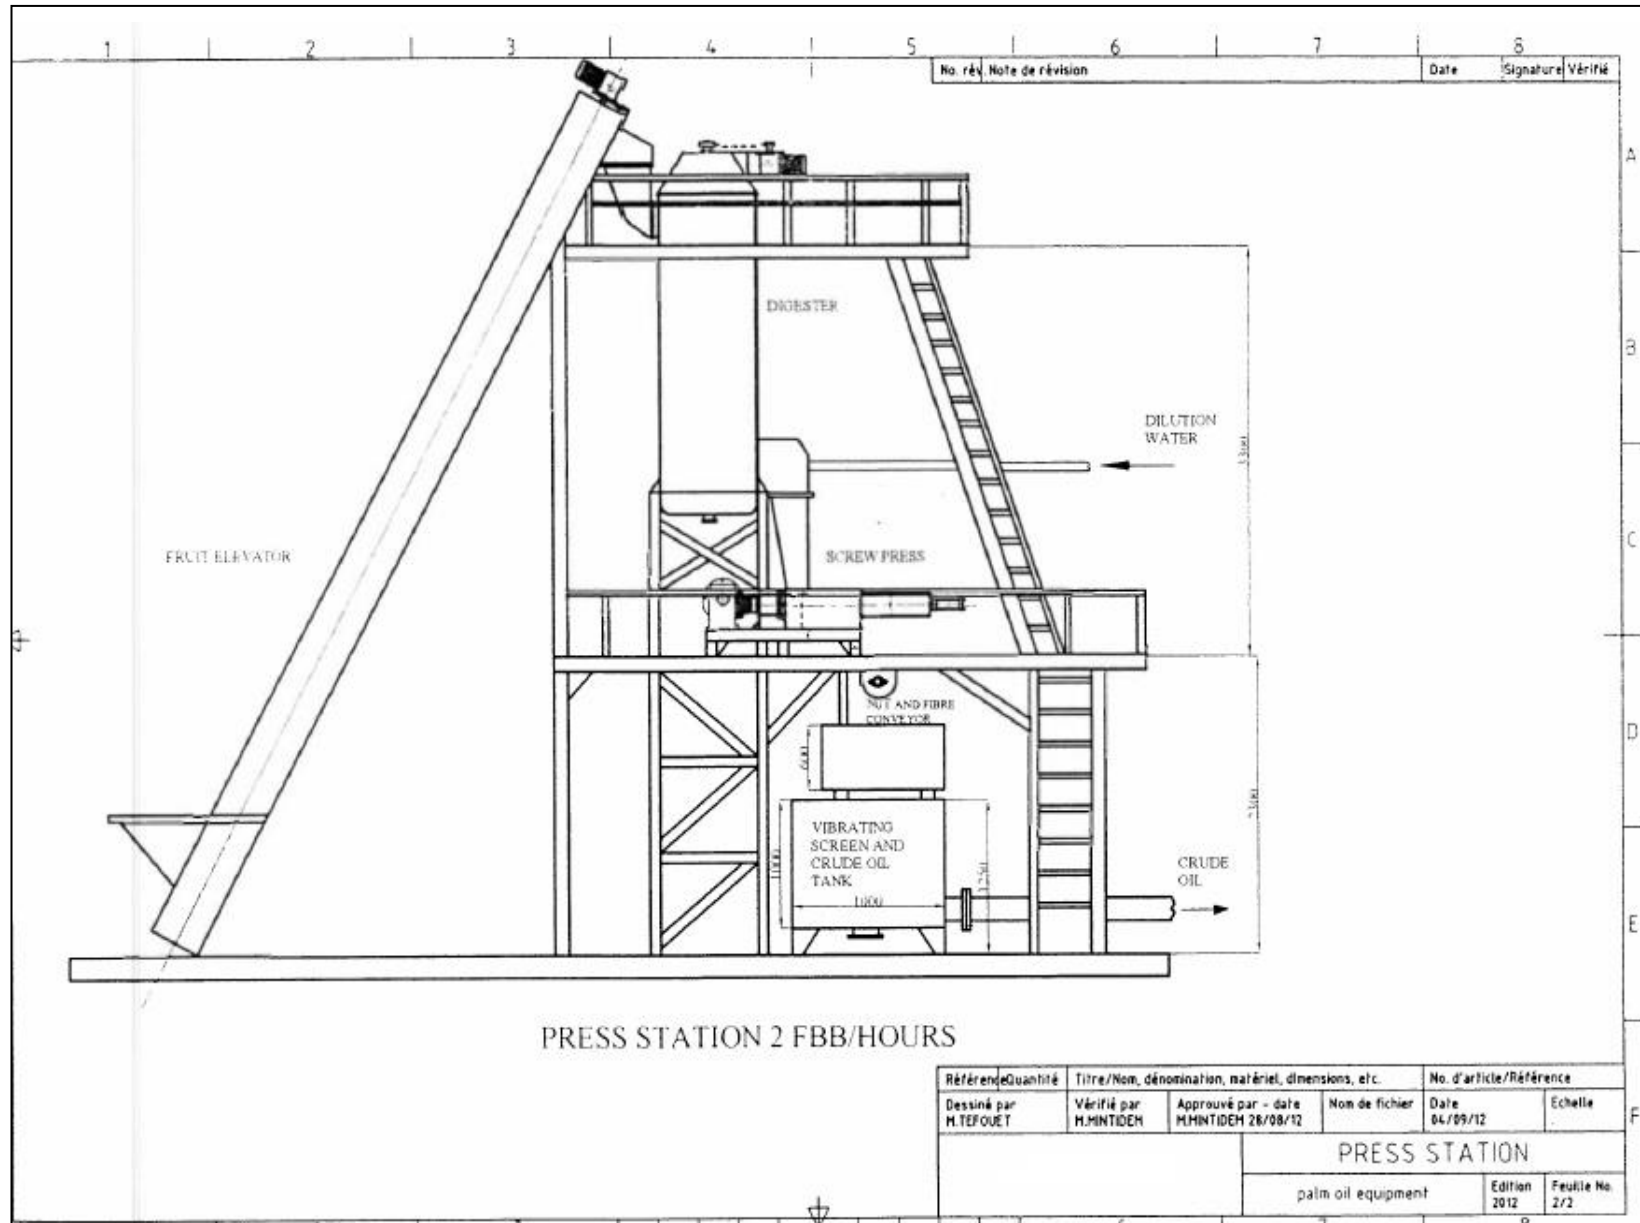 1 2 3 4 5 6 7 8
No. rév. Note de révision Date Signature Vérifié
A
B
C
D
E
F
DIGESTER
DILUTION
WATER
3300
FRUIT ELEVATOR
SCREW PRESS
NUT AND FIBRE
CONVEYOR
600
VIBRATING
SCREEN AND
CRUDE OIL
TANK
1000
1000
1250
CRUDE
OIL
PRESS STATION 2 FBB/HOURS
Référence Quantité Titre/Nom, dénomination, matériel, dimensions, etc. No. d'article/Référence
Dessiné par Vérifié par Approuvé par - date Nom de fichier Date Echelle
M.TEFOUET M.MINTIDEM M.MINTIDEM 28/08/12 04/09/12
PRESS STATION
palm oil equipment
Edition Feuille No.
2012 2/2